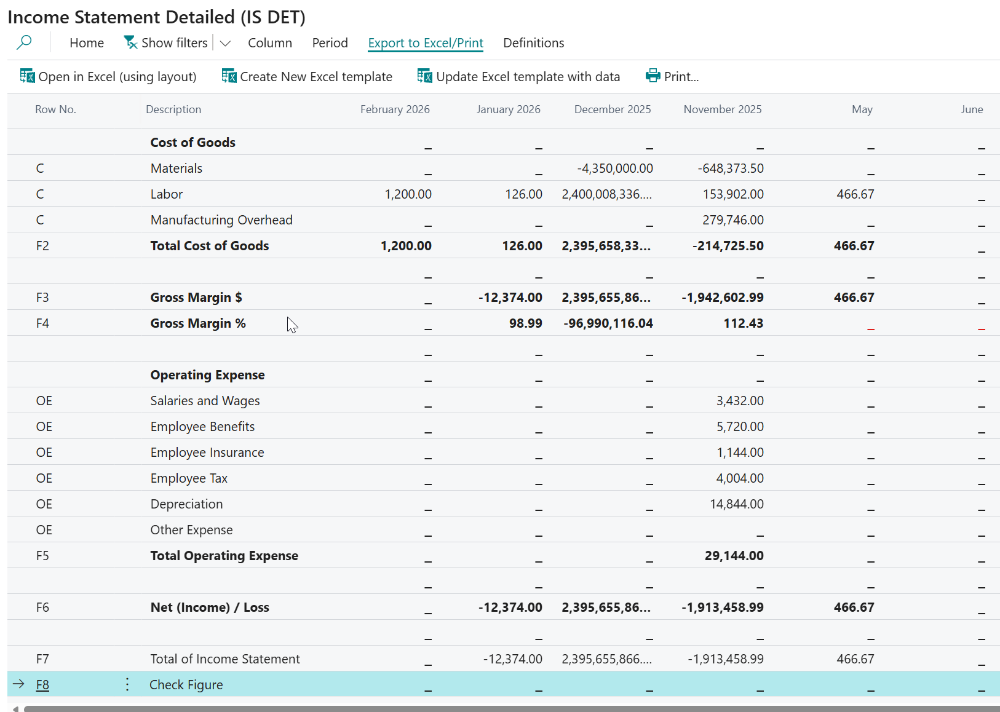 Income Statement Detailed (IS DET)
Home Show filters Column Period Export to Excel/Print Definitions
Open in Excel (using layout) Create New Excel template Update Excel template with data Print...
Row No. Description February 2026 January 2026 December 2025 November 2025 May June
Cost of Goods _ _ _ _ _ _
C Materials _ _ -4,350,000.00 -648,373.50 _ _
C Labor 1,200.00 126.00 2,400,008,336.... 153,902.00 466.67 _
C Manufacturing Overhead _ _ _ 279,746.00 _ _
F2 Total Cost of Goods 1,200.00 126.00 2,395,658,33... -214,725.50 466.67 _
_ _ _ _ _ _
F3 Gross Margin $ _ -12,374.00 2,395,655,86... -1,942,602.99 466.67 _
F4 Gross Margin % _ 98.99 -96,990,116.04 112.43 _ _
_ _ _ _ _ _
Operating Expense _ _ _ _ _ _
OE Salaries and Wages _ _ _ 3,432.00 _ _
OE Employee Benefits _ _ _ 5,720.00 _ _
OE Employee Insurance _ _ _ 1,144.00 _ _
OE Employee Tax _ _ _ 4,004.00 _ _
OE Depreciation _ _ _ 14,844.00 _ _
OE Other Expense _ _ _ _ _ _
F5 Total Operating Expense _ _ _ 29,144.00 _ _
_ _ _ _ _ _
F6 Net (Income) / Loss _ -12,374.00 2,395,655,86... -1,913,458.99 466.67 _
_ _ _ _ _ _
F7 Total of Income Statement _ -12,374.00 2,395,655,866.... -1,913,458.99 466.67 _
F8 Check Figure _ _ _ _ _ _